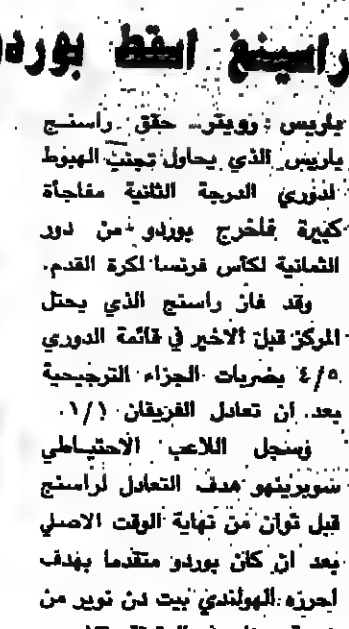 راسينغ اسقط بوردو
باريس : رويتر - حقق راسنج
باريس الذي يحاول تجنب الهبوط
لدوري الدرجة الثانية مفاجأة
كبيرة فاخرج بوردو من دور
الثمانية لكأس فرنسا لكرة القدم.
وقد فاز راسنج الذي يحتل
المركز قبل الاخير في قائمة الدوري
٤/٥ بضربات الجزاء الترجيحية
بعد ان تعادل الفريقان ١/١.
وسجل اللاعب الاحتياطي
سوبرينهو هدف التعادل لراسنج
قبل ثوان من نهاية الوقت الاصلي
بعد ان كان بوردو متقدما بهدف
احرزه الهولندي بيت دن توبر من